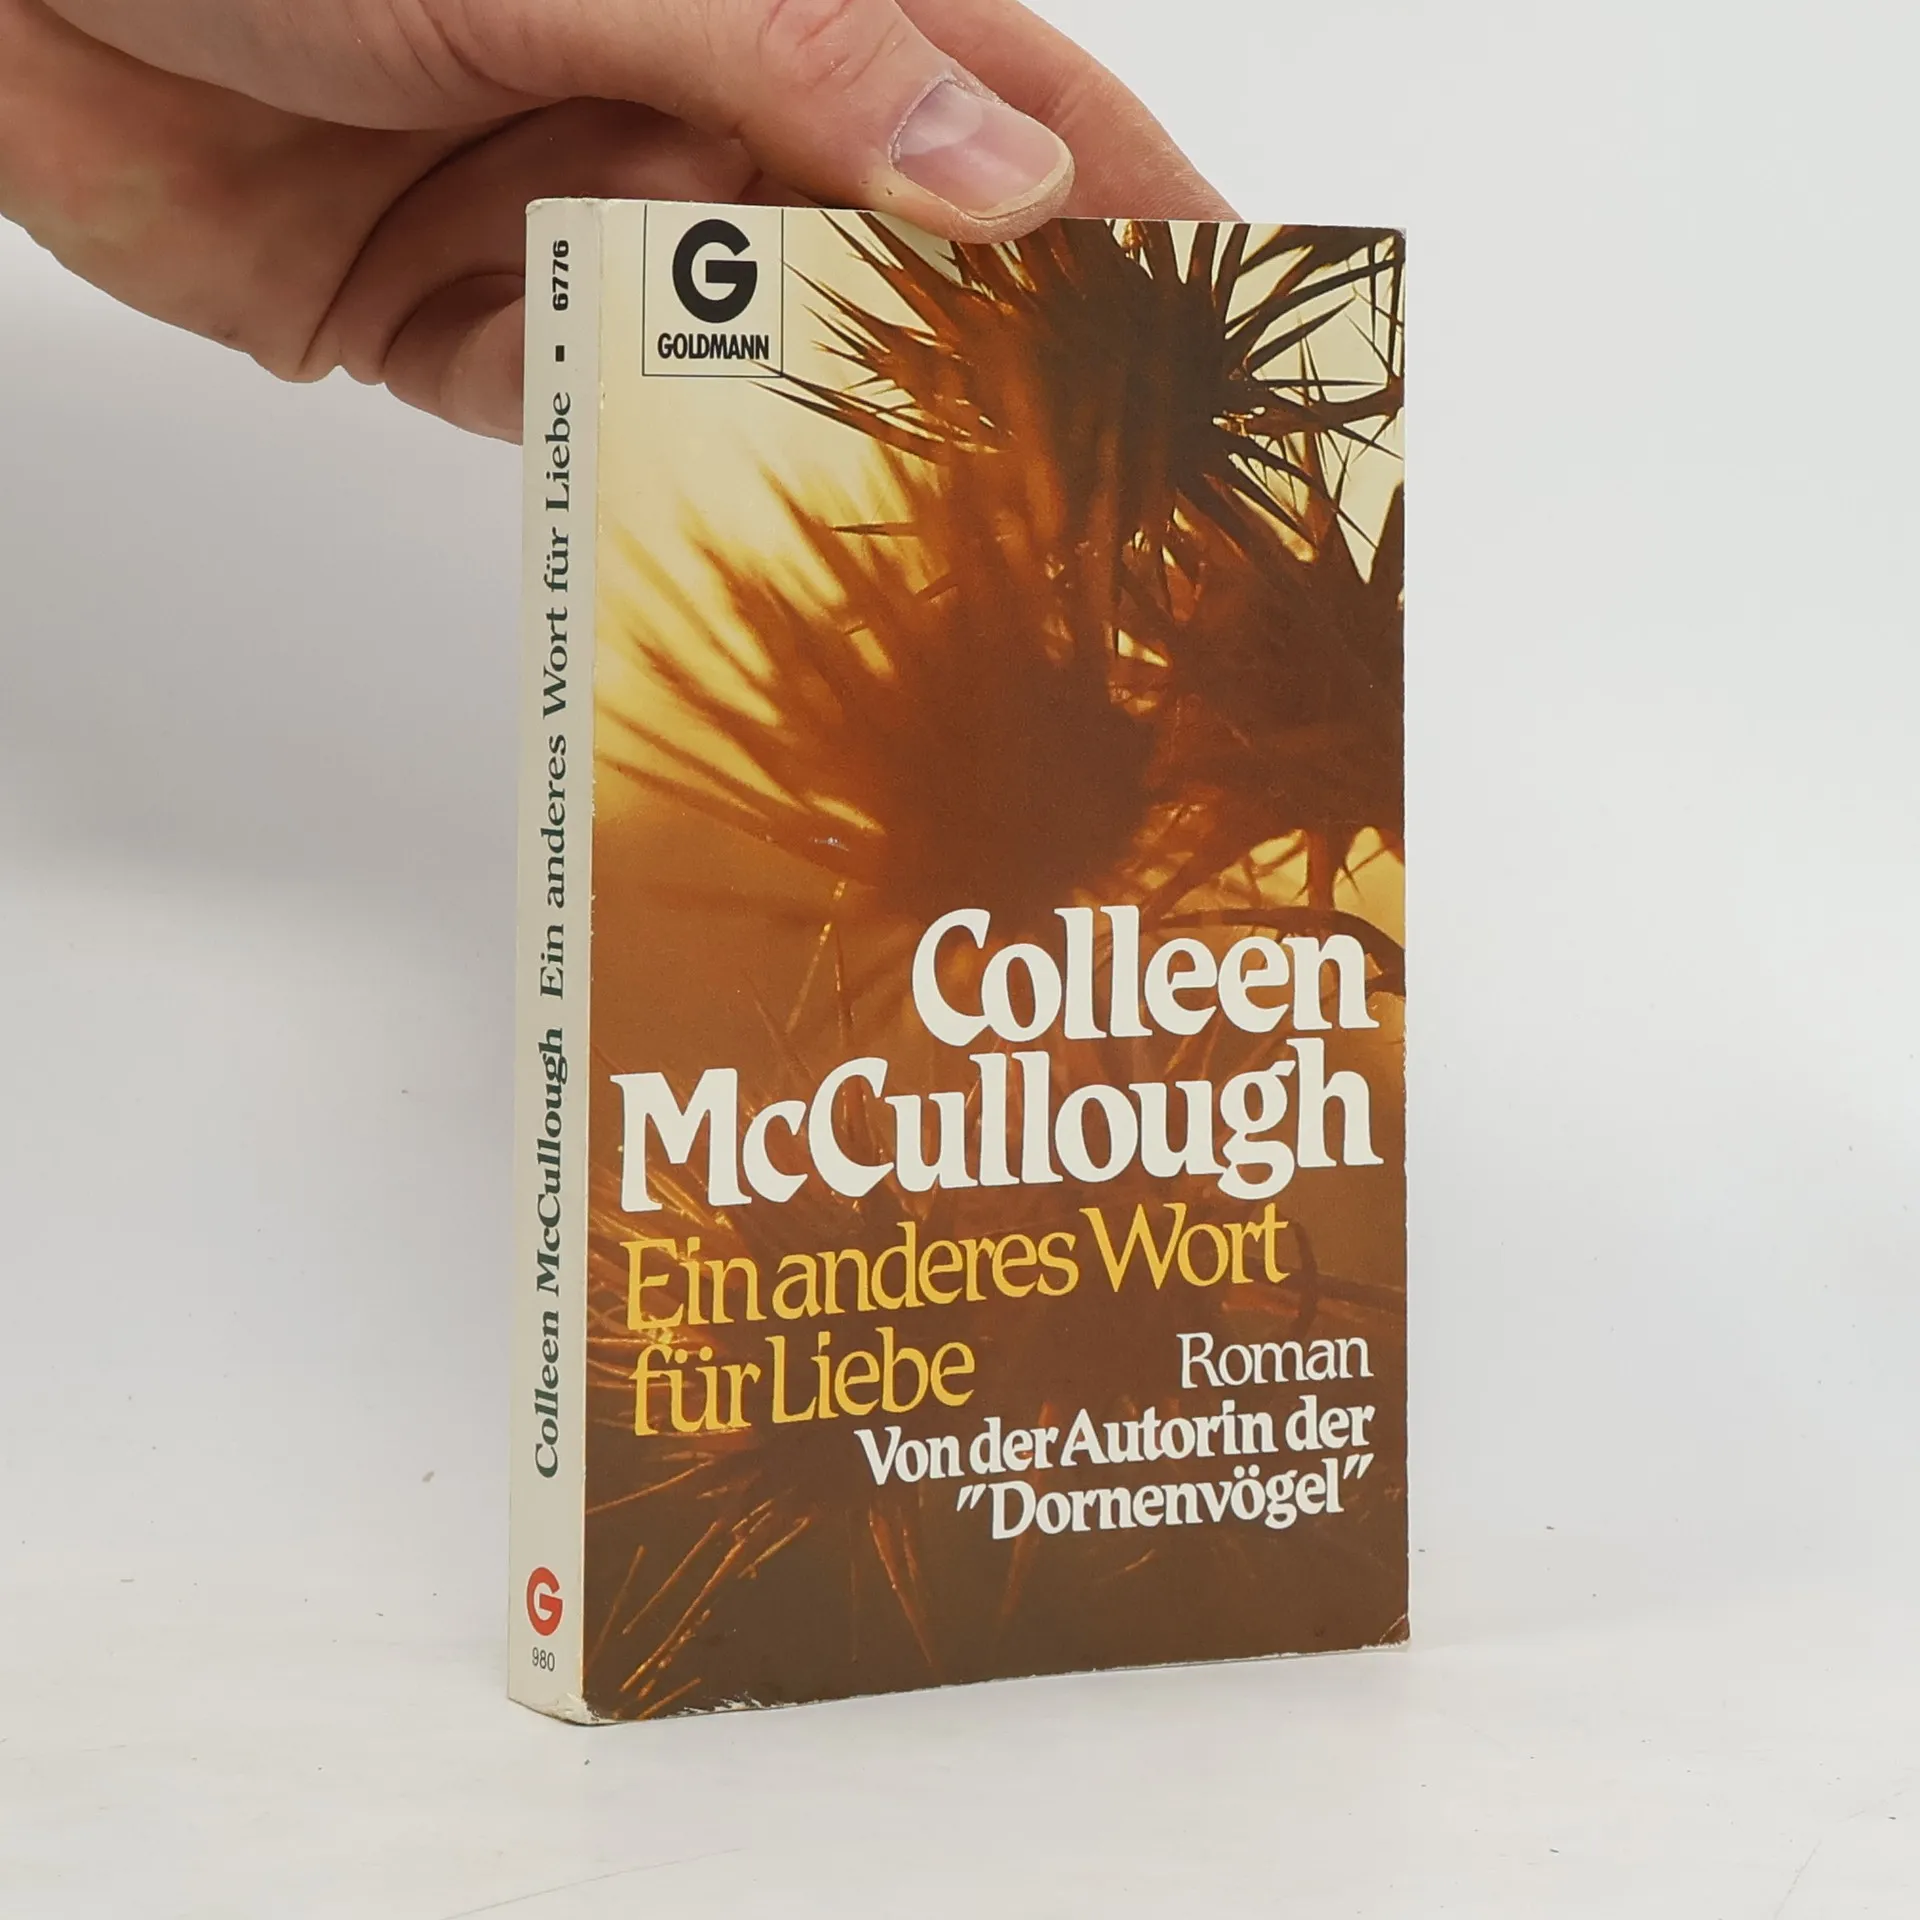 Colleen McCullough Ein anderes Wort für Liebe ▪ 6776
G
980
G
GOLDMANN
Colleen
McCullough
Ein anderes Wort
für Liebe
Roman
Von der Autorin der
"Dornenvögel"